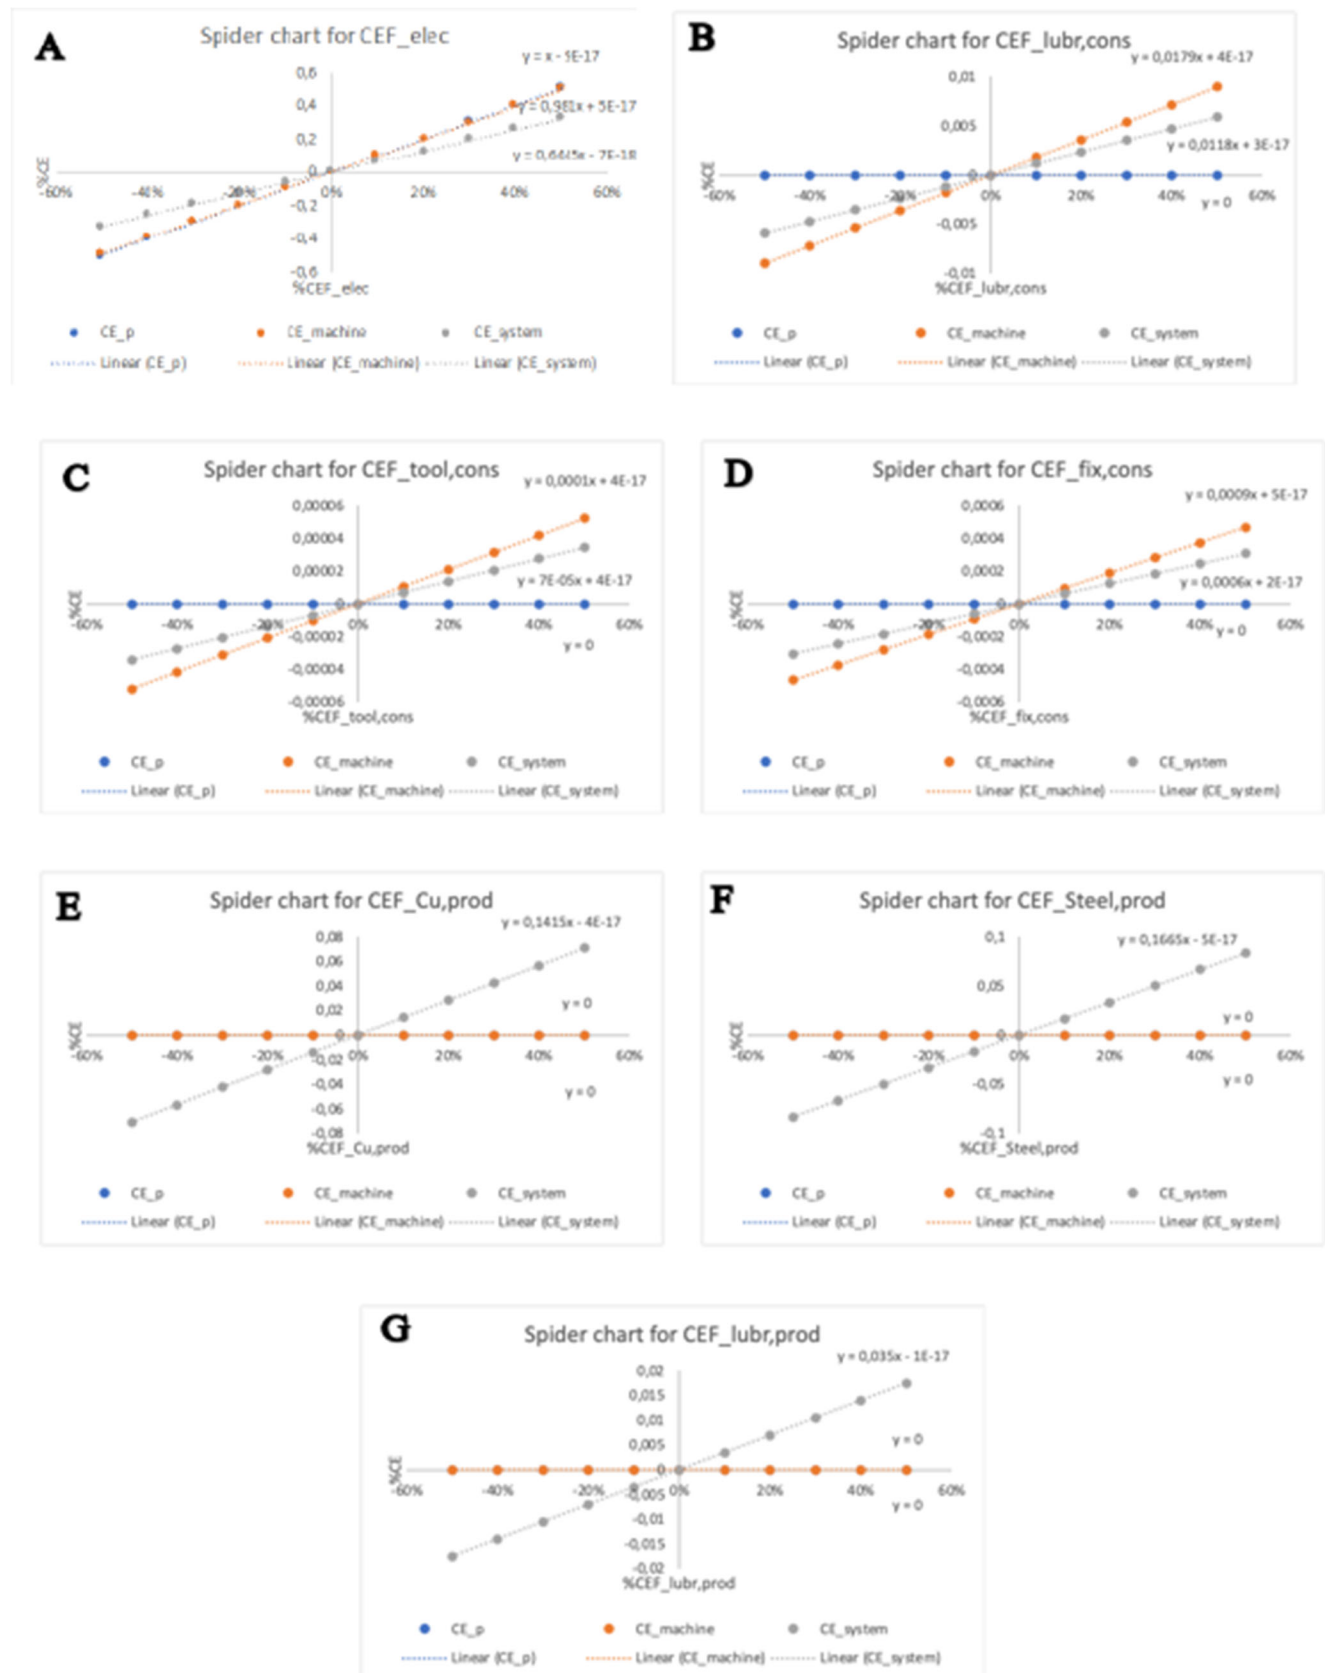 A
Spider chart for CEF_elec
y = x - 9E-17
0,6
0,4
y = 0,981x + 5E-17
0,2
y = 0,6445x - 7E-18
%CE
0
-60% -40% -20% 20% 40% 60%
-0,2
-0,4
-0,6
%CEF_elec
CE_p CE_machine CE_system
Linear (CE_p) Linear (CE_machine) Linear (CE_system)
B
Spider chart for CEF_lubr,cons
y = 0,0179x + 4E-17
0,01
0,005
y = 0,0118x + 3E-17
%CE
0
-60% -40% -20% 0% 20% 40% 60%
y = 0
-0,005
-0,01
%CEF_lubr,cons
CE_p CE_machine CE_system
Linear (CE_p) Linear (CE_machine) Linear (CE_system)
C
Spider chart for CEF_tool,cons
y = 0,0001x + 4E-17
0,00006
0,00004
0,00002
y = 7E-05x + 4E-17
%CE
0
-60% -40% -20% 0% 20% 40% 60%
-0,00002
y = 0
-0,00004
-0,00006
%CEF_tool,cons
CE_p CE_machine CE_system
Linear (CE_p) Linear (CE_machine) Linear (CE_system)
D
Spider chart for CEF_fix,cons
y = 0,0009x + 5E-17
0,0006
0,0004
0,0002
y = 0,0006x + 2E-17
%CE
0
-60% -40% -20% 0% 20% 40% 60%
-0,0002
y = 0
-0,0004
-0,0006
%CEF_fix,cons
CE_p CE_machine CE_system
Linear (CE_p) Linear (CE_machine) Linear (CE_system)
E
Spider chart for CEF_Cu,prod
y = 0,1415x - 4E-17
0,08
0,06
0,04
0,02
y = 0
%CE
0
-60% -40% -20% 0% 20% 40% 60%
-0,02
-0,04
y = 0
-0,06
-0,08
%CEF_Cu,prod
CE_p CE_machine CE_system
Linear (CE_p) Linear (CE_machine) Linear (CE_system)
F
Spider chart for CEF_Steel,prod
y = 0,1665x - 5E-17
0,1
0,05
y = 0
%CE
0
-60% -40% -20% 0% 20% 40% 60%
-0,05
y = 0
-0,1
%CEF_Steel,prod
CE_p CE_machine CE_system
Linear (CE_p) Linear (CE_machine) Linear (CE_system)
G
Spider chart for CEF_lubr,prod
y = 0,035x - 1E-17
0,02
0,015
0,01
0,005
y = 0
%CE
0
-60% -40% -20% 0% 20% 40% 60%
-0,005
y = 0
-0,01
-0,015
-0,02
%CEF_lubr,prod
CE_p CE_machine CE_system
Linear (CE_p) Linear (CE_machine) Linear (CE_system)